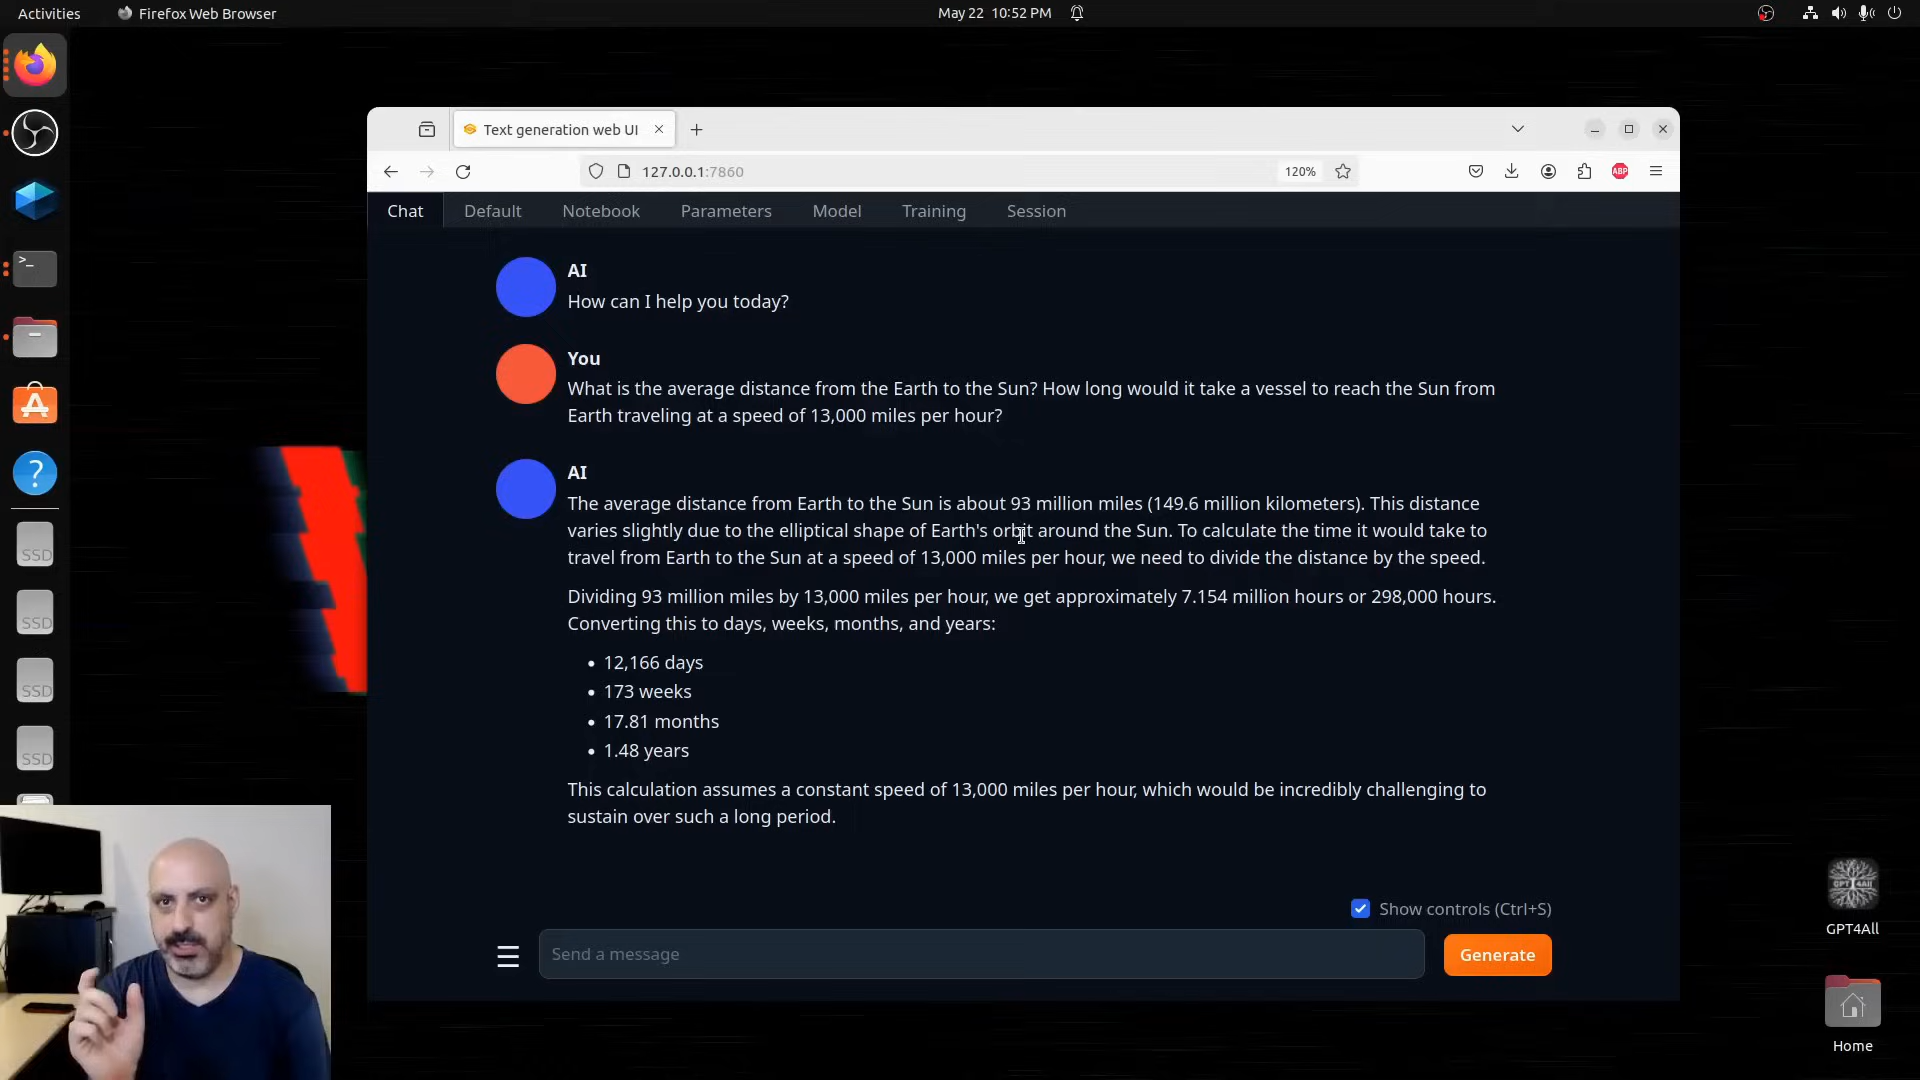 Activities
Firefox Web Browser
May 22 10:52 PM
Text generation web UI
127.0.0.1:7860
120%
ABP
Chat
Default
Notebook
Parameters
Model
Training
Session
AI
How can I help you today?
You
What is the average distance from the Earth to the Sun? How long would it take a vessel to reach the Sun from
Earth traveling at a speed of 13,000 miles per hour?
AI
The average distance from Earth to the Sun is about 93 million miles (149.6 million kilometers). This distance
varies slightly due to the elliptical shape of Earth's orbit around the Sun. To calculate the time it would take to
travel from Earth to the Sun at a speed of 13,000 miles per hour, we need to divide the distance by the speed.
Dividing 93 million miles by 13,000 miles per hour, we get approximately 7.154 million hours or 298,000 hours.
Converting this to days, weeks, months, and years:
• 12,166 days
• 173 weeks
• 17.81 months
• 1.48 years
This calculation assumes a constant speed of 13,000 miles per hour, which would be incredibly challenging to
sustain over such a long period.
Show controls (Ctrl+S)
Send a message
Generate
SSD
SSD
SSD
SSD
GPT4All
GPT4All
Home